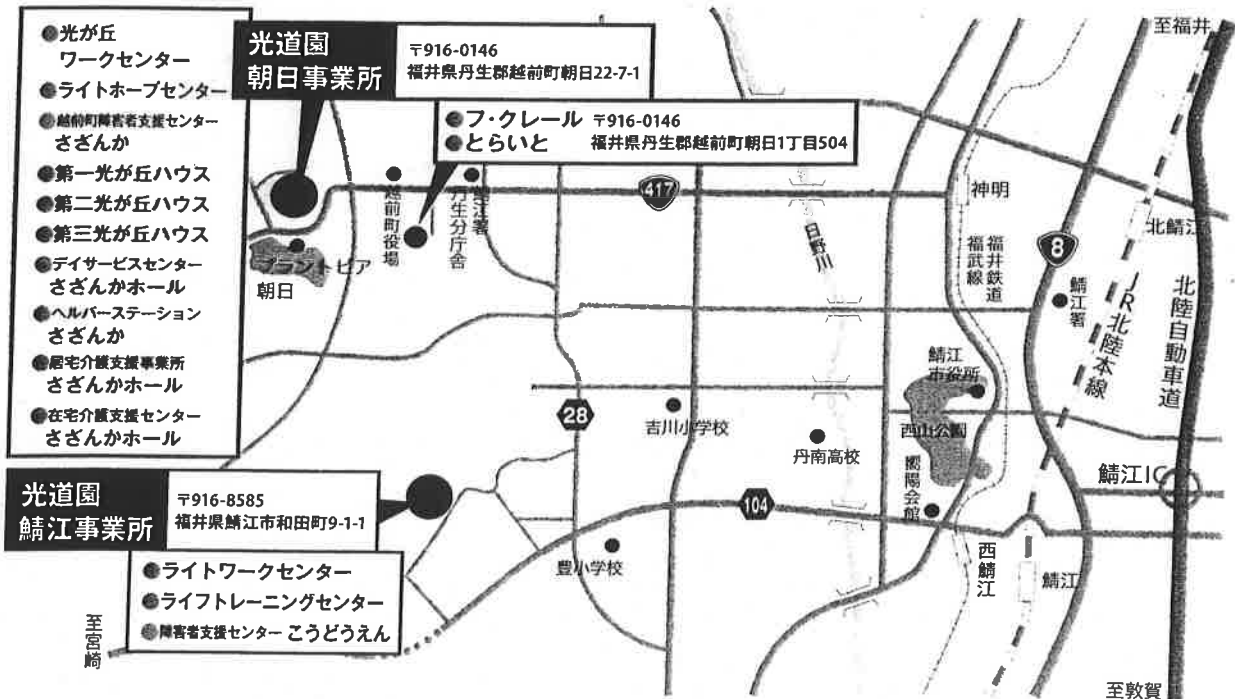 光が丘
ワークセンター
ライトホープセンター
越前町障害者支援センター
さざんか
第一光が丘ハウス
第二光が丘ハウス
第三光が丘ハウス
デイサービスセンター
さざんかホール
ヘルパーステーション
さざんか
居宅介護支援事業所
さざんかホール
在宅介護支援センター
さざんかホール
光道園
朝日事業所
〒916-0146
福井県丹生郡越前町朝日22-7-1
フ・クレール
とらいと
〒916-0146
福井県丹生郡越前町朝日1丁目504
至福井
417
越前町役場
鯖江署
丹生分庁舎
プラントピア
朝日
日野川
神明
福井鉄道
福武線
8
北鯖江
鯖江署
JR北陸本線
北陸自動車道
鯖江
市役所
西山公園
28
吉川小学校
丹南高校
嚮陽会館
鯖江IC
104
光道園
鯖江事業所
〒916-8585
福井県鯖江市和田町9-1-1
ライトワークセンター
ライフトレーニングセンター
障害者支援センター こうどうえん
豊小学校
西鯖江
鯖江
至宮崎
至敦賀